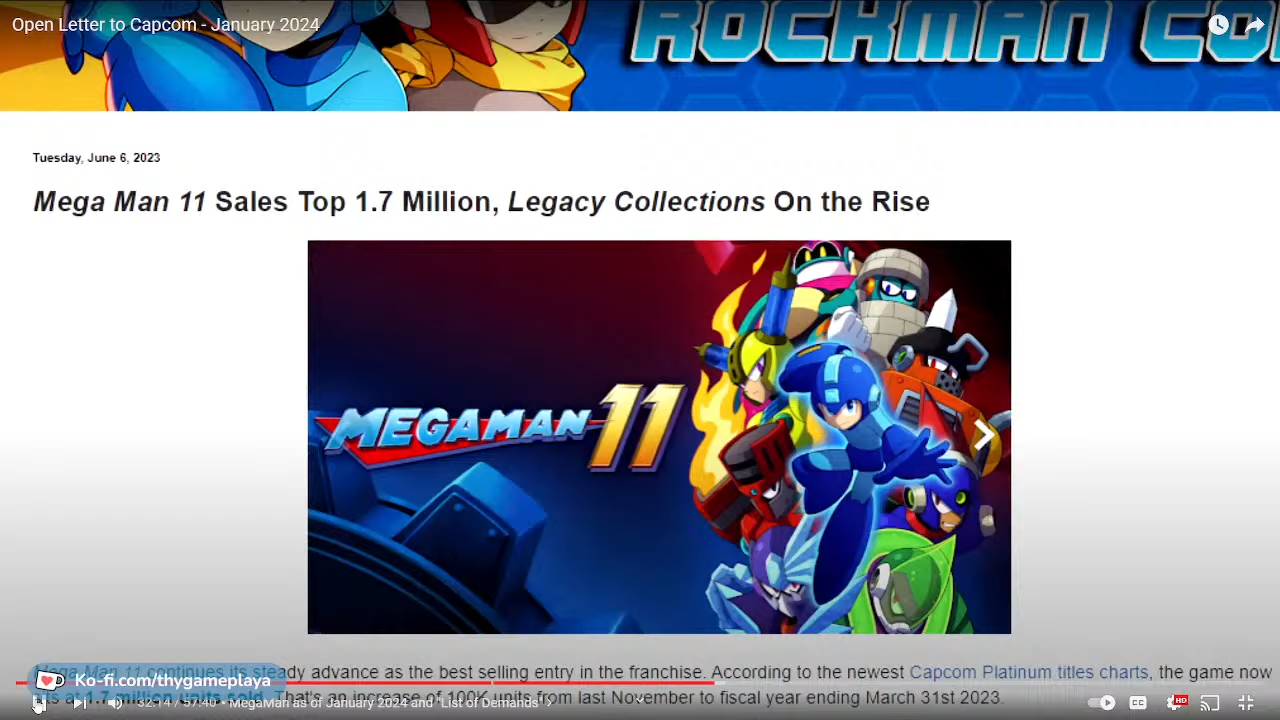 Open Letter to Capcom - January 2024
ROCKMAN CO
Tuesday, June 6, 2023
Mega Man 11 Sales Top 1.7 Million, Legacy Collections On the Rise
MEGAMAN 11
Mega Man 11 continues its steady advance as the best selling entry in the franchise. According to the newest Capcom Platinum titles charts, the game now
Ko-fi.com/thygameplaya
sits at 1.7 million units sold. That's an increase of 100K units from last November to fiscal year ending March 31st 2023.
32:14 / 57:40 • MegaMan as of January 2024 and "List of Demands" >
CC
HD